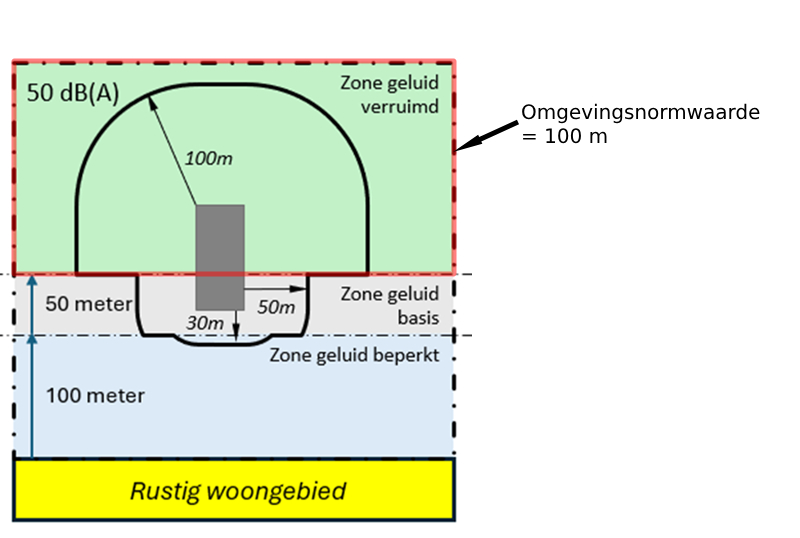 50 dB(A)
Zone geluid
verruimd
Omgevingsnormwaarde
= 100 m
100m
50 meter
50m
30m
Zone geluid
basis
Zone geluid beperkt
100 meter
Rustig woongebied